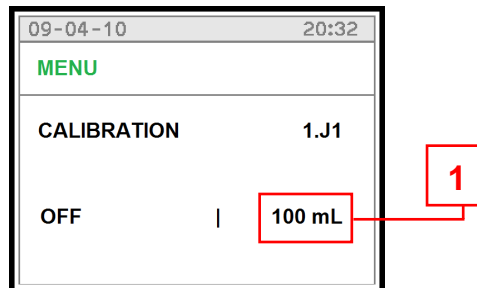 09-04-10 20:32
MENU
CALIBRATION 1.J1
1
OFF | 100 mL